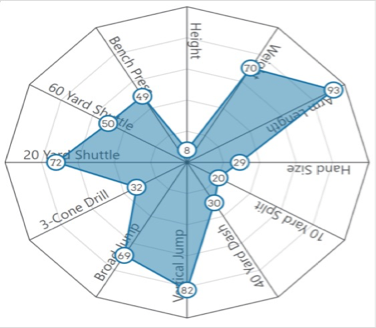 Height
8
Weight
70
Arm Length
93
Hand Size
29
10 Yard Split
20
40 Yard Dash
30
Vertical Jump
82
Broad Jump
69
3-Cone Drill
32
20 Yard Shuttle
72
60 Yard Shuttle
50
Bench Press
49